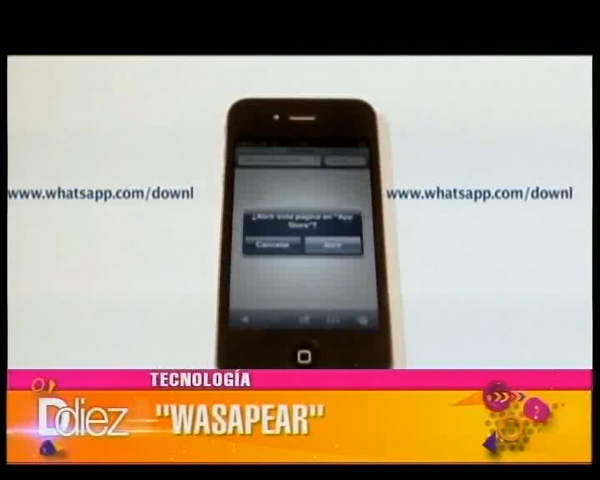 www.whatsapp.com/downl
www.whatsapp.com/downl
¿Abrir esta página en "App
Store"?
Cancelar
Abrir
TECNOLOGÍA
Ddiez
"WASAPEAR"